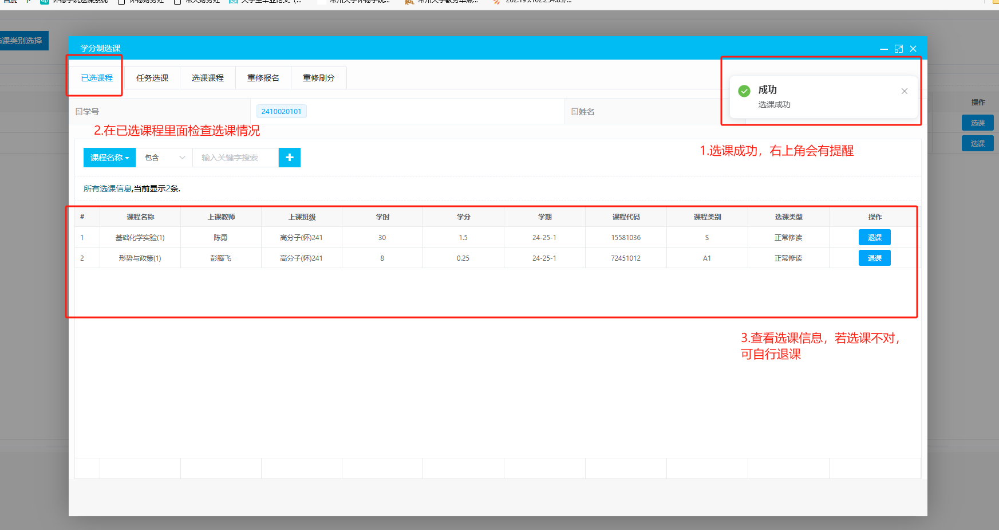 选课类别选择
学分制选课
已选课程 任务选课 选课课程 重修报名 重修刷分
成功
选课成功
学号 2410020101 姓名
操作
选课
选课
2.在已选课程里面检查选课情况
1.选课成功，右上角会有提醒
课程名称 包含 输入关键字搜索
所有选课信息,当前显示2条.
# 课程名称 上课教师 上课班级 学时 学分 学期 课程代码 课程类别 选课类型 操作
1 基础化学实验(1) 陈勇 高分子(怀)241 30 1.5 24-25-1 15581036 S 正常修读 退课
2 形势与政策(1) 彭腾飞 高分子(怀)241 8 0.25 24-25-1 72451012 A1 正常修读 退课
3.查看选课信息，若选课不对，
可自行退课